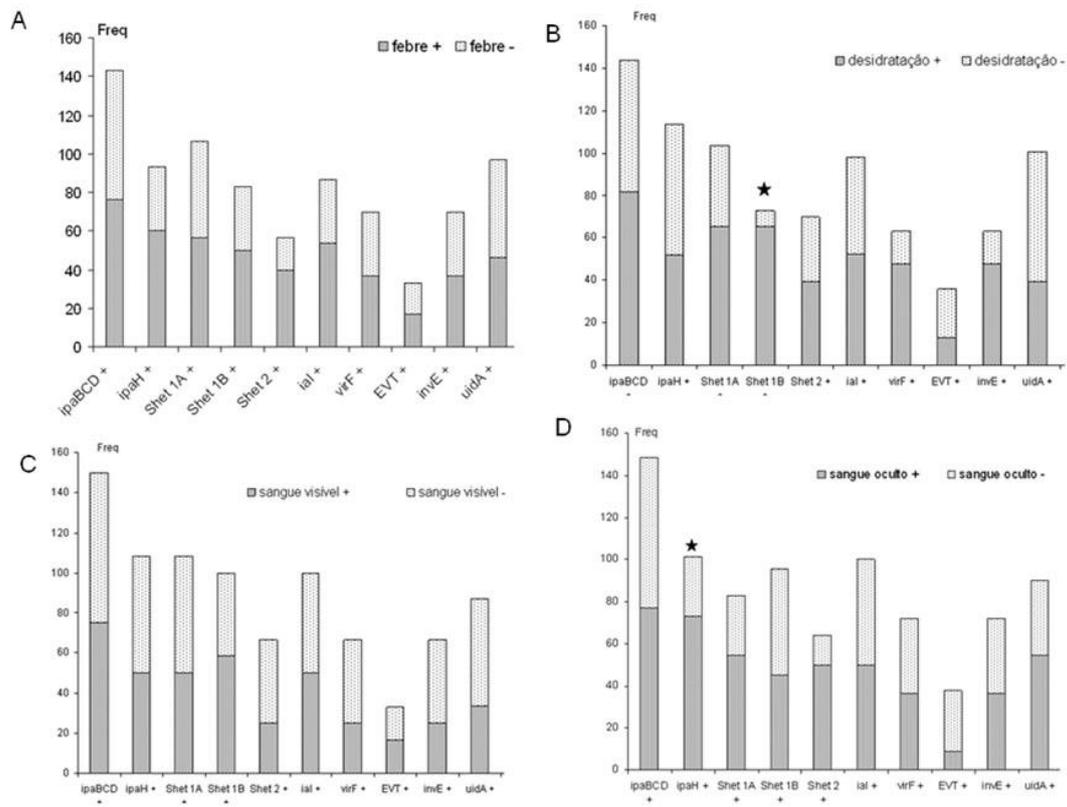 A
Freq
febre + febre -
160
140
120
100
80
60
40
20
0
ipaBCD + ipaH + Shet 1A + Shet 1B + Shet 2 + ial + virF + EVT + invE + uidA +
B
Freq
desidratação + desidratação -
160
140
120
100
80
60
40
20
0
ipaBCD ipaH + Shet 1A Shet 1B Shet 2 + ial + virF + EVT + invE + uidA +
C
Freq
sangue visível + sangue visível -
160
140
120
100
80
60
40
20
0
ipaBCD ipaH + Shet 1A Shet 1B Shet 2 + ial + virF + EVT + invE + uidA +
D
Freq
sangue oculto + sangue oculto -
160
140
120
100
80
60
40
20
0
ipaBCD ipaH + Shet 1A Shet 1B Shet 2 ial + virF + EVT + invE + uidA +
+ + + +